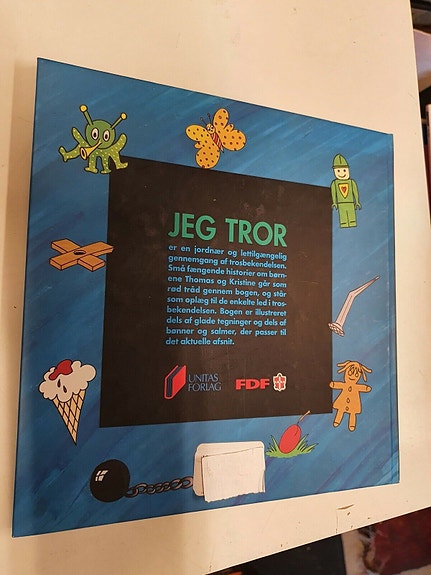 JEG TROR
er en jordnær og lettilgængelig
gennemgang af trosbekendelsen.
Små fængende historier om børn-
ene Thomas og Kristine går som
rød tråd gennem bogen, og står
som oplæg til de enkelte led i tros-
bekendelsen. Bogen er illustreret
dels af glade tegninger og dels af
bønner og salmer, der passer til
det aktuelle afsnit.
UNITAS
FORLAG
FDF